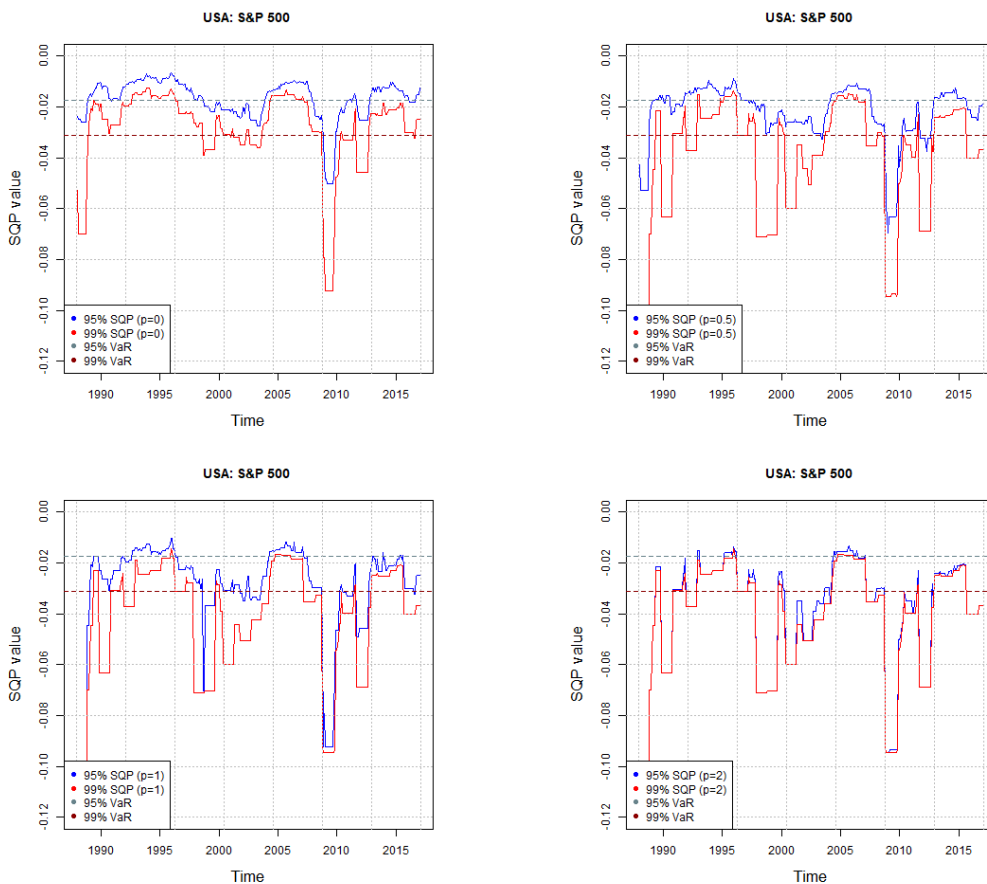 USA: S&P 500
SQP value
0.00
-0.02
-0.04
-0.06
-0.08
-0.10
-0.12
95% SQP (p=0)
99% SQP (p=0)
95% VaR
99% VaR
1990 1995 2000 2005 2010 2015
Time
USA: S&P 500
SQP value
0.00
-0.02
-0.04
-0.06
-0.08
-0.10
-0.12
95% SQP (p=0.5)
99% SQP (p=0.5)
95% VaR
99% VaR
1990 1995 2000 2005 2010 2015
Time
USA: S&P 500
SQP value
0.00
-0.02
-0.04
-0.06
-0.08
-0.10
-0.12
95% SQP (p=1)
99% SQP (p=1)
95% VaR
99% VaR
1990 1995 2000 2005 2010 2015
Time
USA: S&P 500
SQP value
0.00
-0.02
-0.04
-0.06
-0.08
-0.10
-0.12
95% SQP (p=2)
99% SQP (p=2)
95% VaR
99% VaR
1990 1995 2000 2005 2010 2015
Time